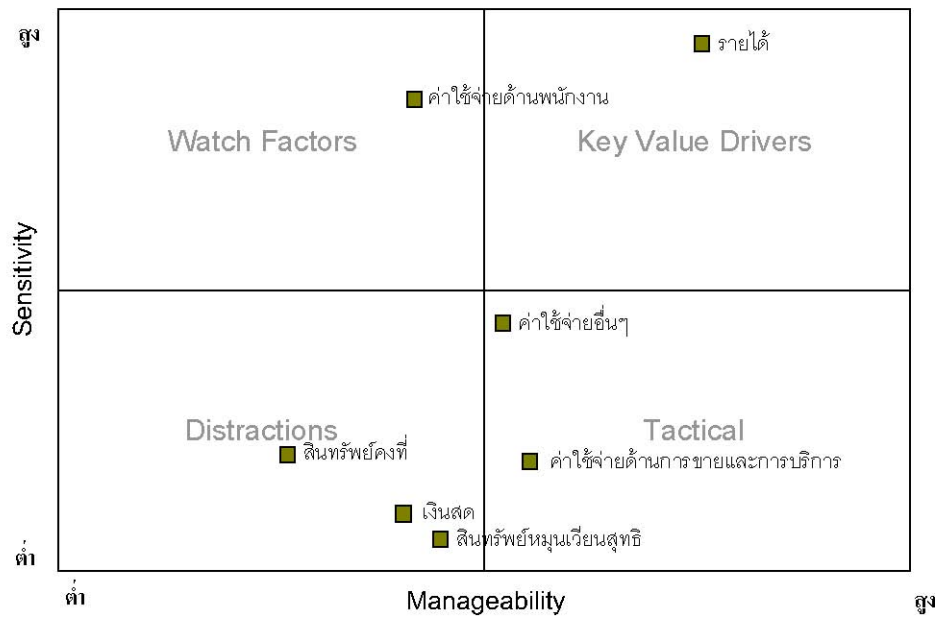 สูง
รายได้
ค่าใช้จ่ายด้านพนักงาน
Watch Factors
Key Value Drivers
Sensitivity
ค่าใช้จ่ายอื่นๆ
Distractions
Tactical
สินทรัพย์คงที่
ค่าใช้จ่ายด้านการขายและการบริการ
เงินสด
สินทรัพย์หมุนเวียนสุทธิ
ต่ำ
ต่ำ
Manageability
สูง